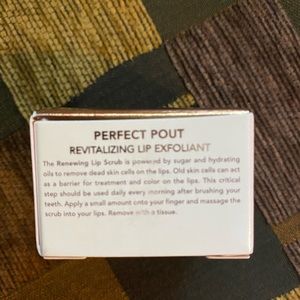 PERFECT POUT
REVITALIZING LIP EXFOLIANT
The Renewing Lip Scrub is powered by sugar and hydrating
oils to remove dead skin cells on the lips. Old skin cells can act
as a barrier for treatment and color on the lips. This critical
step should be used daily every morning after brushing your
teeth. Apply a small amount onto your finger and massage the
scrub into your lips. Remove with a tissue.